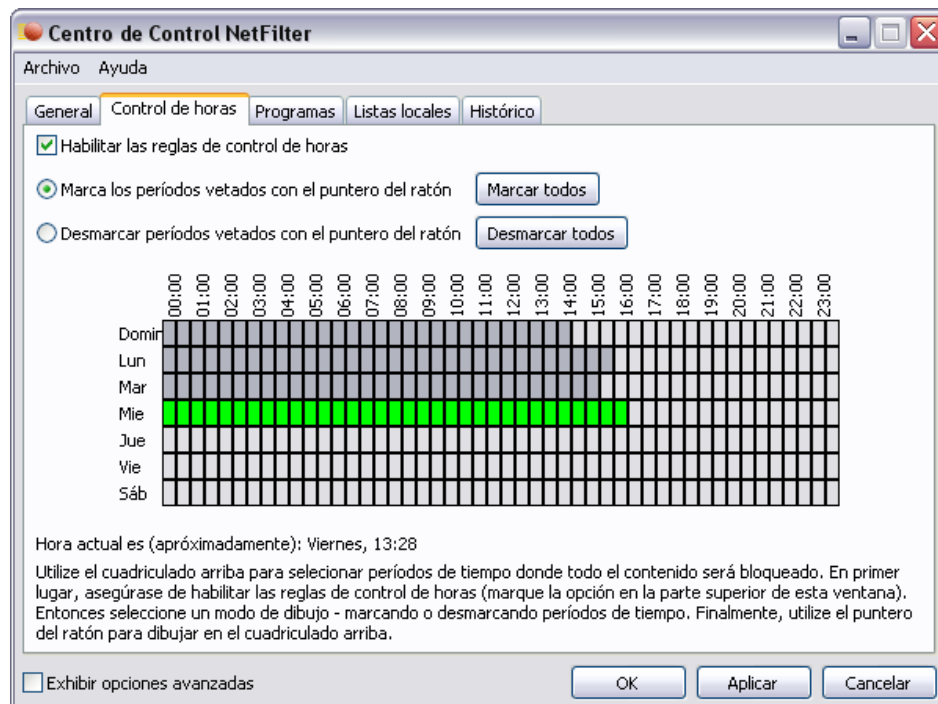 Centro de Control NetFilter
Archivo Ayuda
General Control de horas Programas Listas locales Histórico
Habilitar las reglas de control de horas
Marca los períodos vetados con el puntero del ratón Marcar todos
Desmarcar períodos vetados con el puntero del ratón Desmarcar todos
00:00 01:00 02:00 03:00 04:00 05:00 06:00 07:00 08:00 09:00 10:00 11:00 12:00 13:00 14:00 15:00 16:00 17:00 18:00 19:00 20:00 21:00 22:00 23:00
Domin
Lun
Mar
Mie
Jue
Vie
Sáb
Hora actual es (apróximadamente): Viernes, 13:28
Utilize el cuadriculado arriba para selecionar períodos de tiempo donde todo el contenido será bloqueado. En primer
lugar, asegúrase de habilitar las reglas de control de horas (marque la opción en la parte superior de esta ventana).
Entonces seleccione un modo de dibujo - marcando o desmarcando períodos de tiempo. Finalmente, utilize el puntero
del ratón para dibujar en el cuadriculado arriba.
Exhibir opciones avanzadas OK Aplicar Cancelar